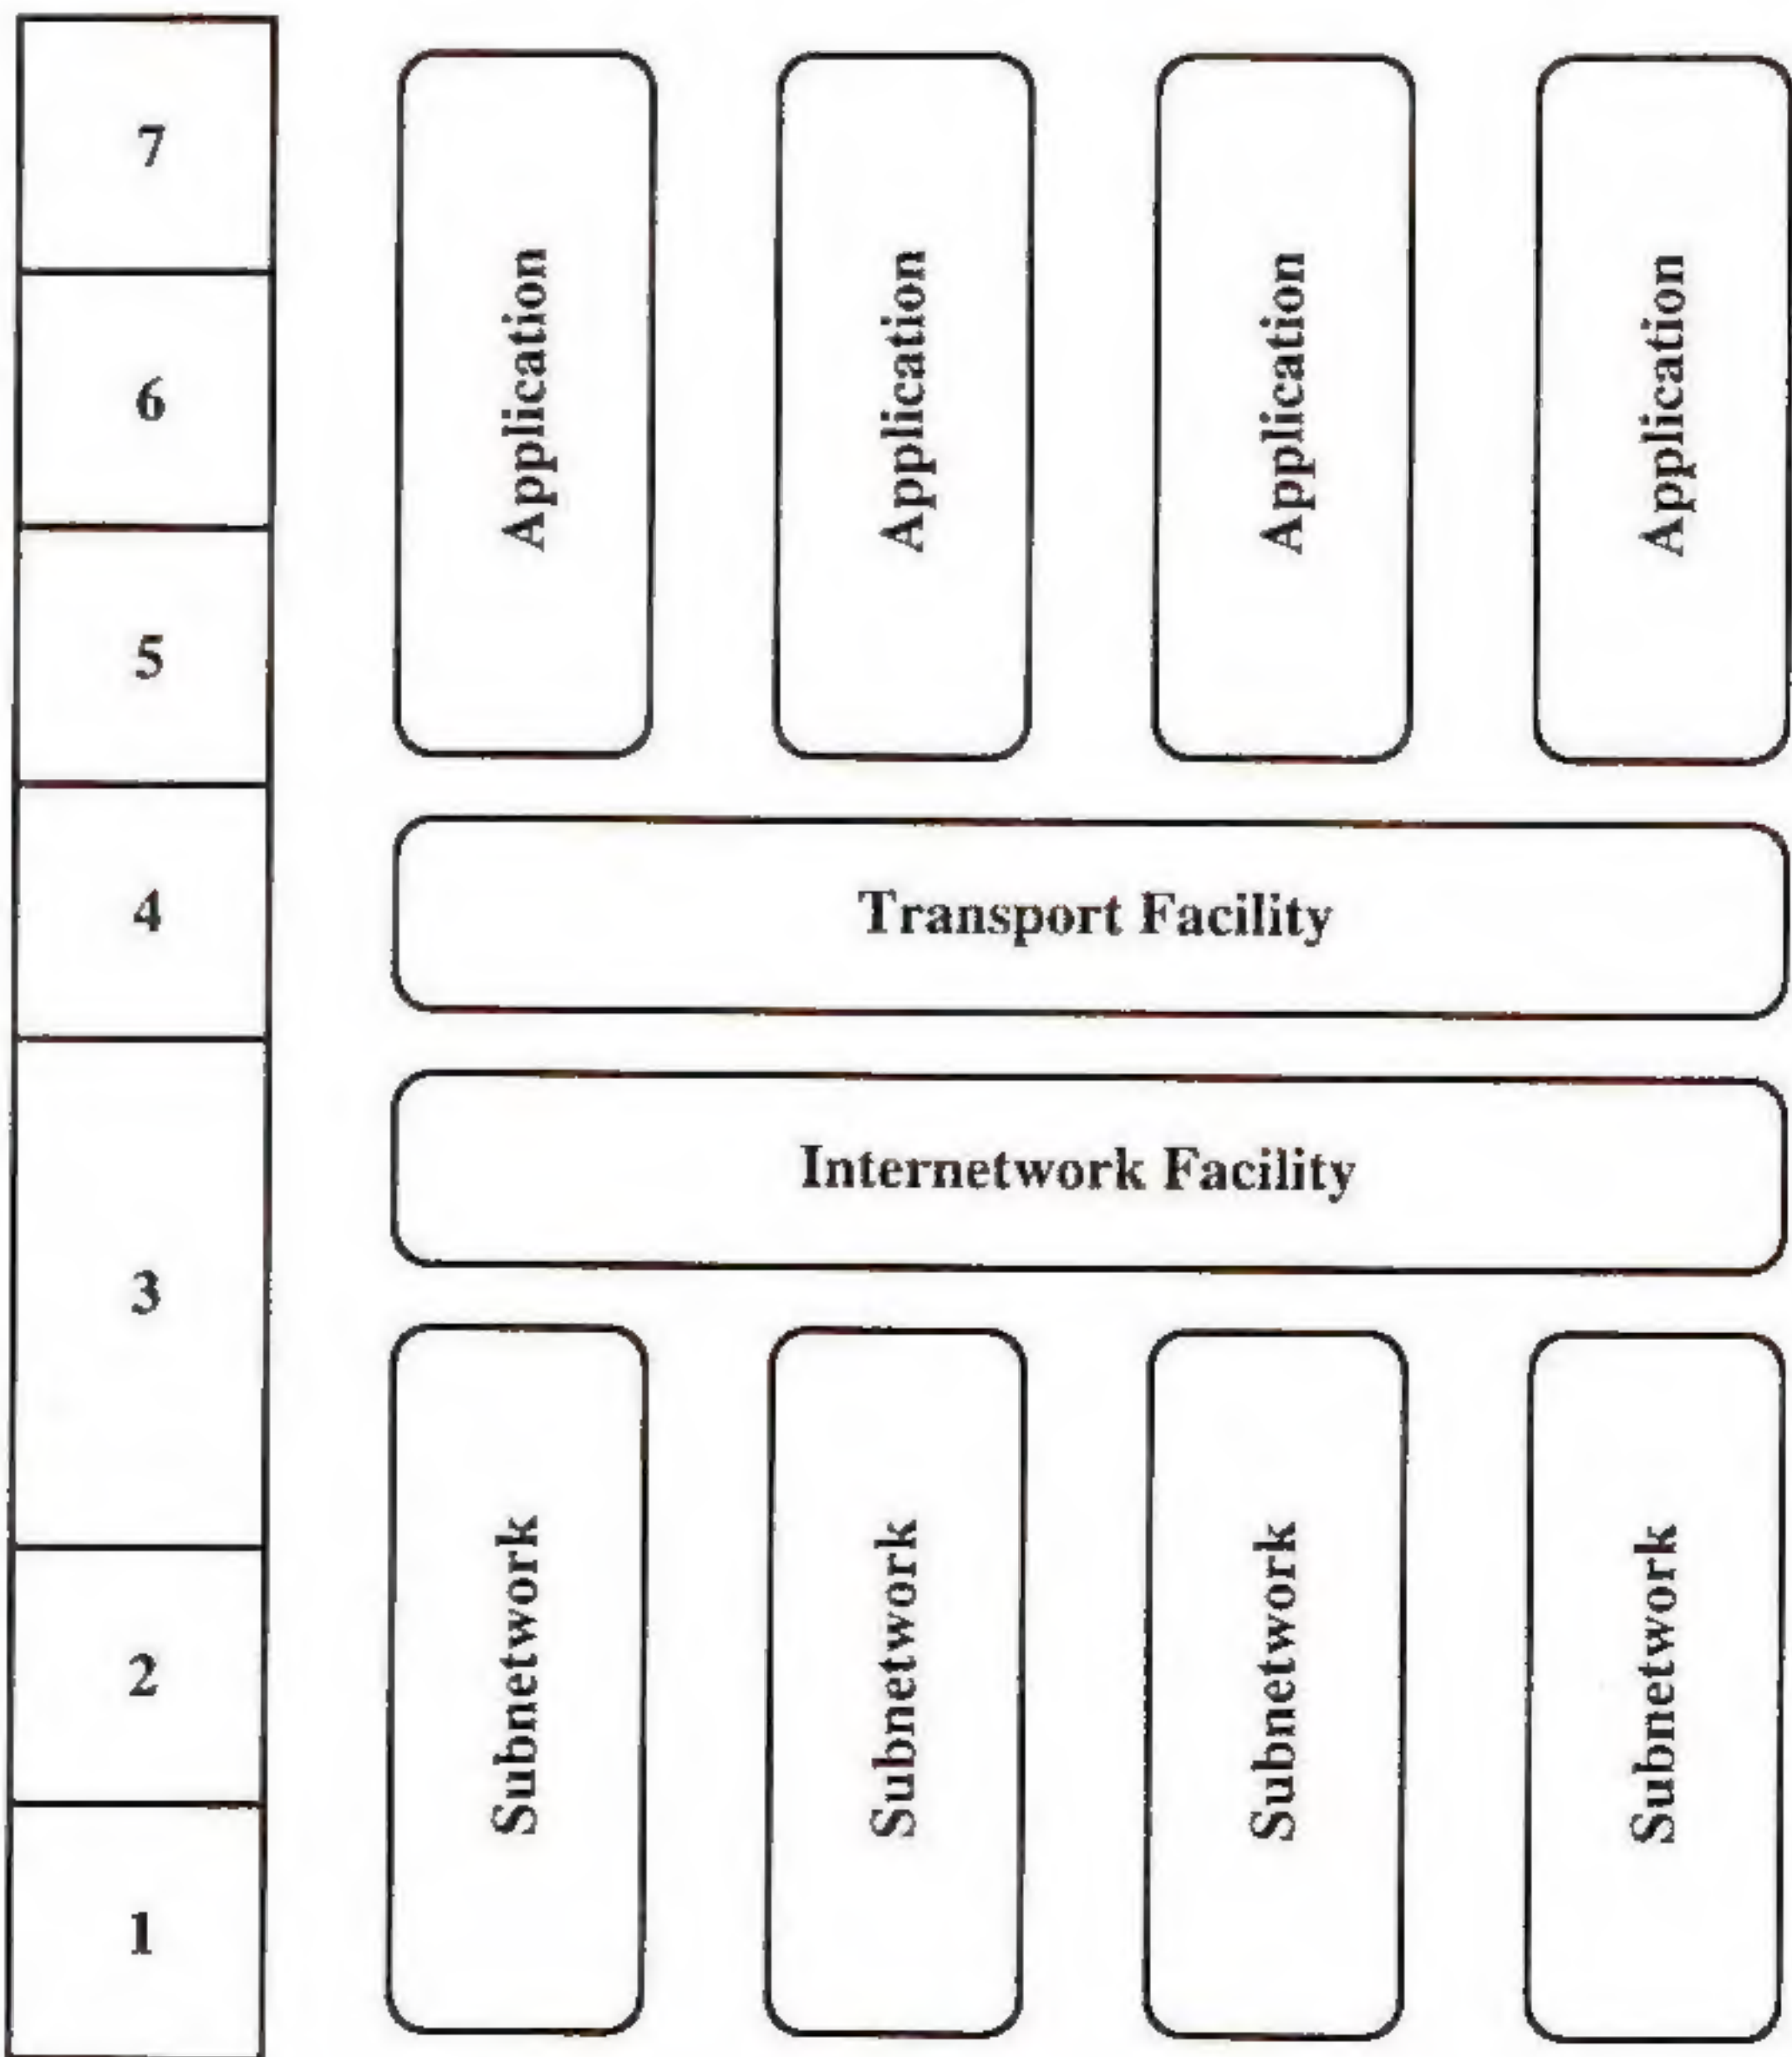 7
6
5
4
3
2
1
Application
Application
Application
Application
Transport Facility
Internetwork Facility
Subnetwork
Subnetwork
Subnetwork
Subnetwork